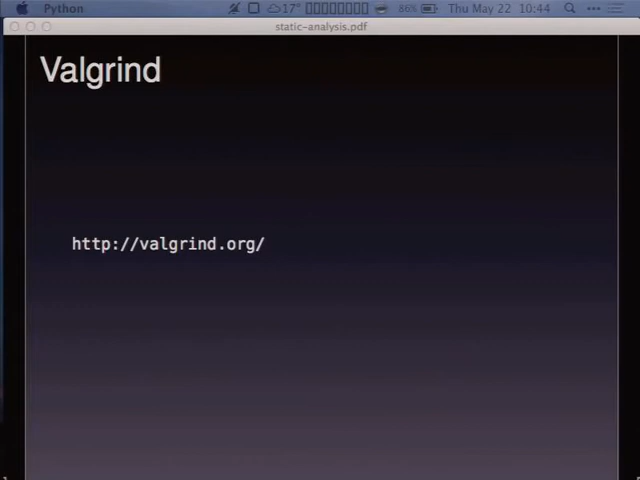 Python
17°
86%
Thu May 22
10:44
static-analysis.pdf
Valgrind
http://valgrind.org/